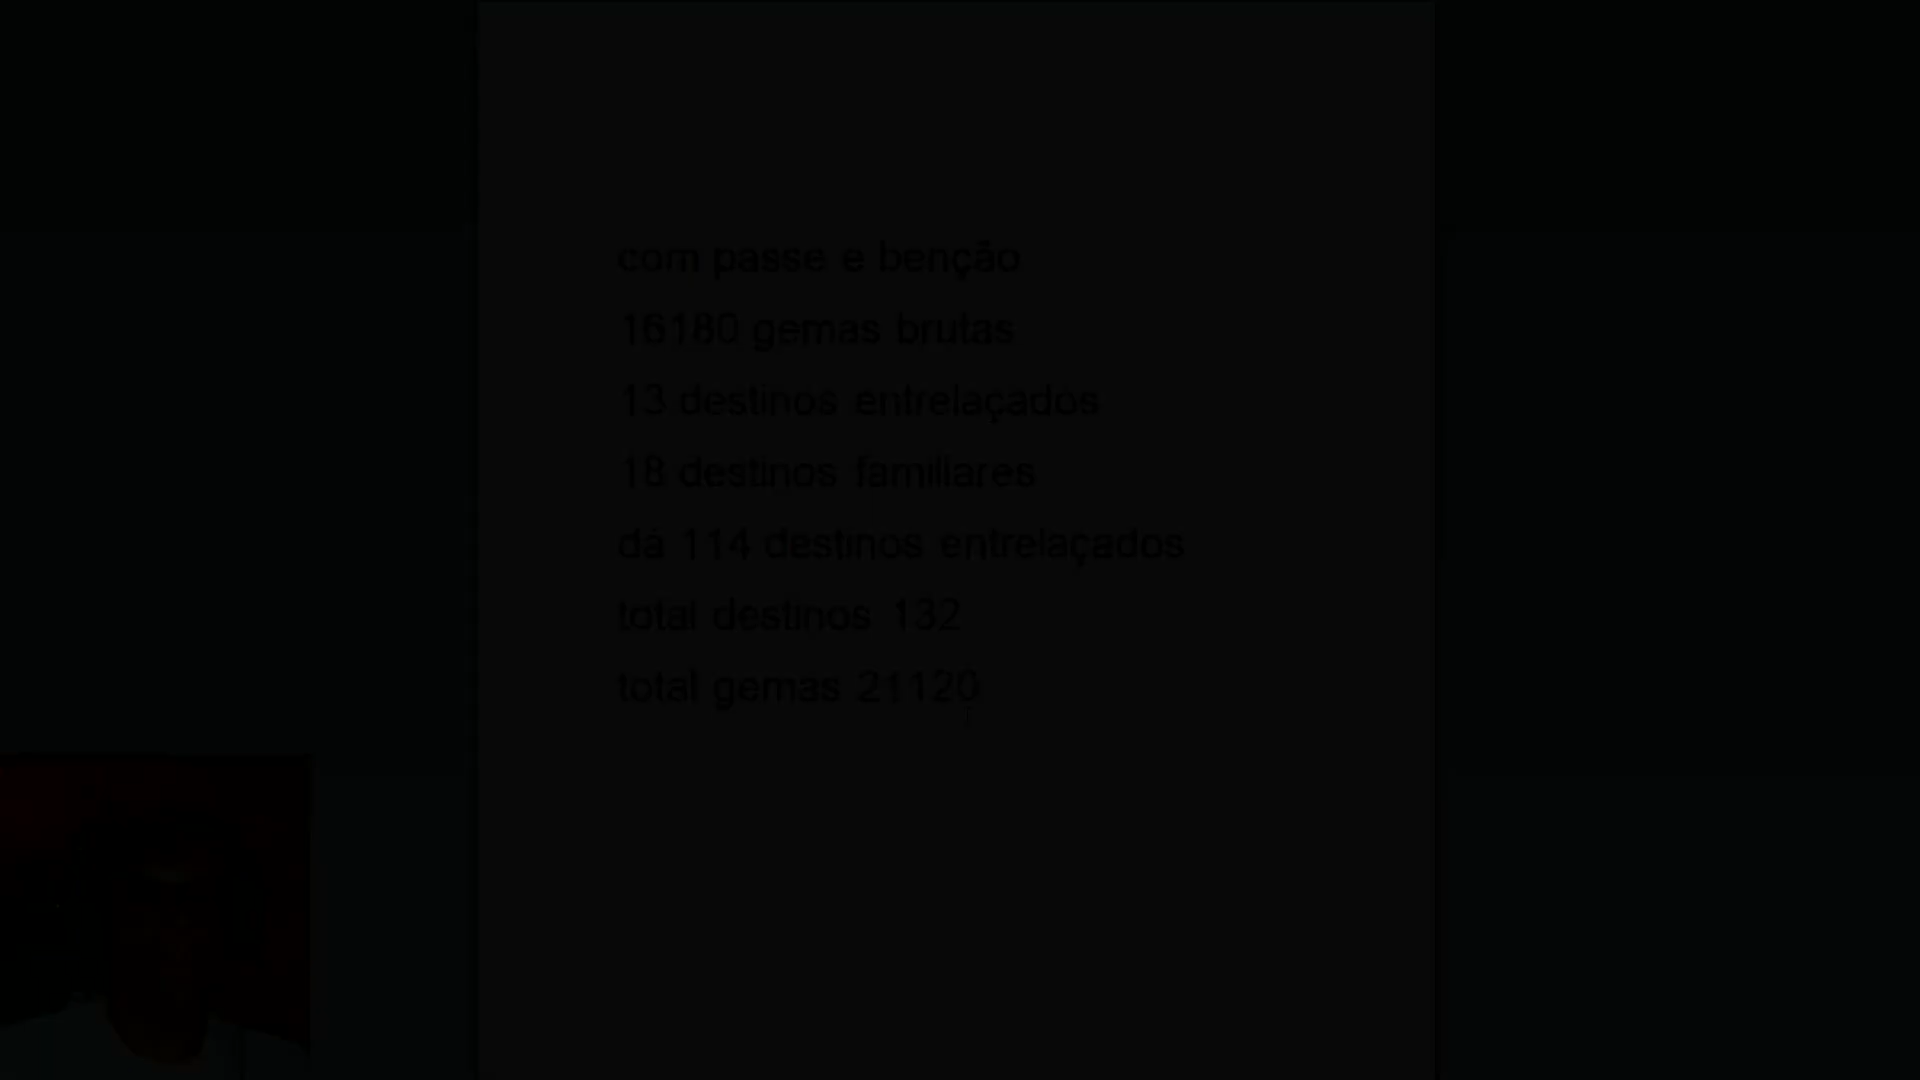 com passe e benção
16180 gemas brutas
13 destinos entrelaçados
18 destinos familiares
dá 114 destinos entrelaçados
total destinos 132
total gemas 21120